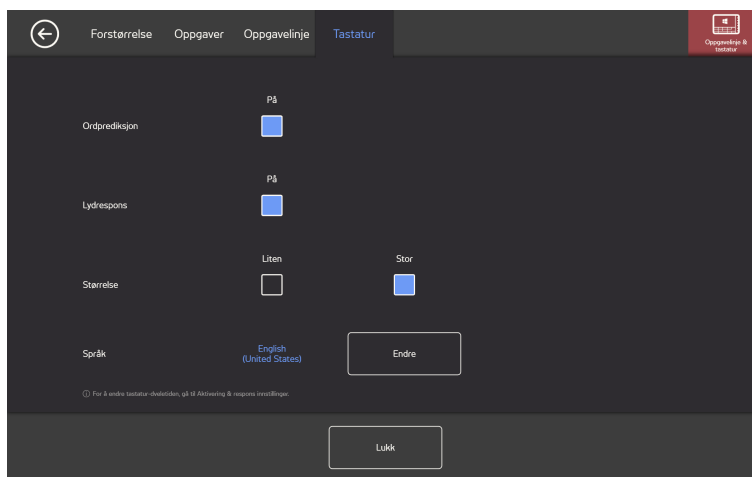 Forstørrelse Oppgaver Oppgavelinje Tastatur
Oppgavelinje &
tastatur
På
Ordprediksjon
På
Lydrespons
Liten Stor
Størrelse
Språk
English
(United States)
Endre
For å endre tastatur-dveletiden, gå til Aktivering & respons innstillinger.
Lukk